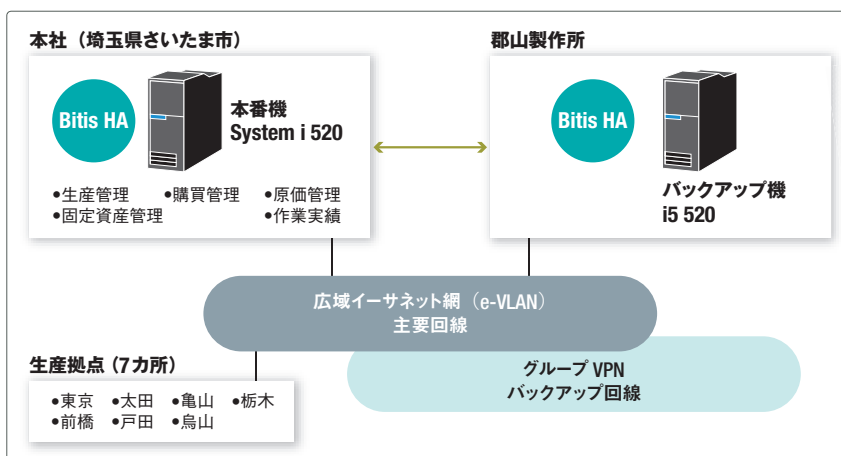 本社（埼玉県さいたま市）
Bitis HA
本番機
System i 520
●生産管理 ●購買管理 ●原価管理
●固定資産管理 ●作業実績
郡山製作所
Bitis HA
バックアップ機
i5 520
広域イーサネット網（e-VLAN）
主要回線
グループ VPN
バックアップ回線
生産拠点（7カ所）
●東京 ●太田 ●亀山 ●栃木
●前橋 ●戸田 ●烏山